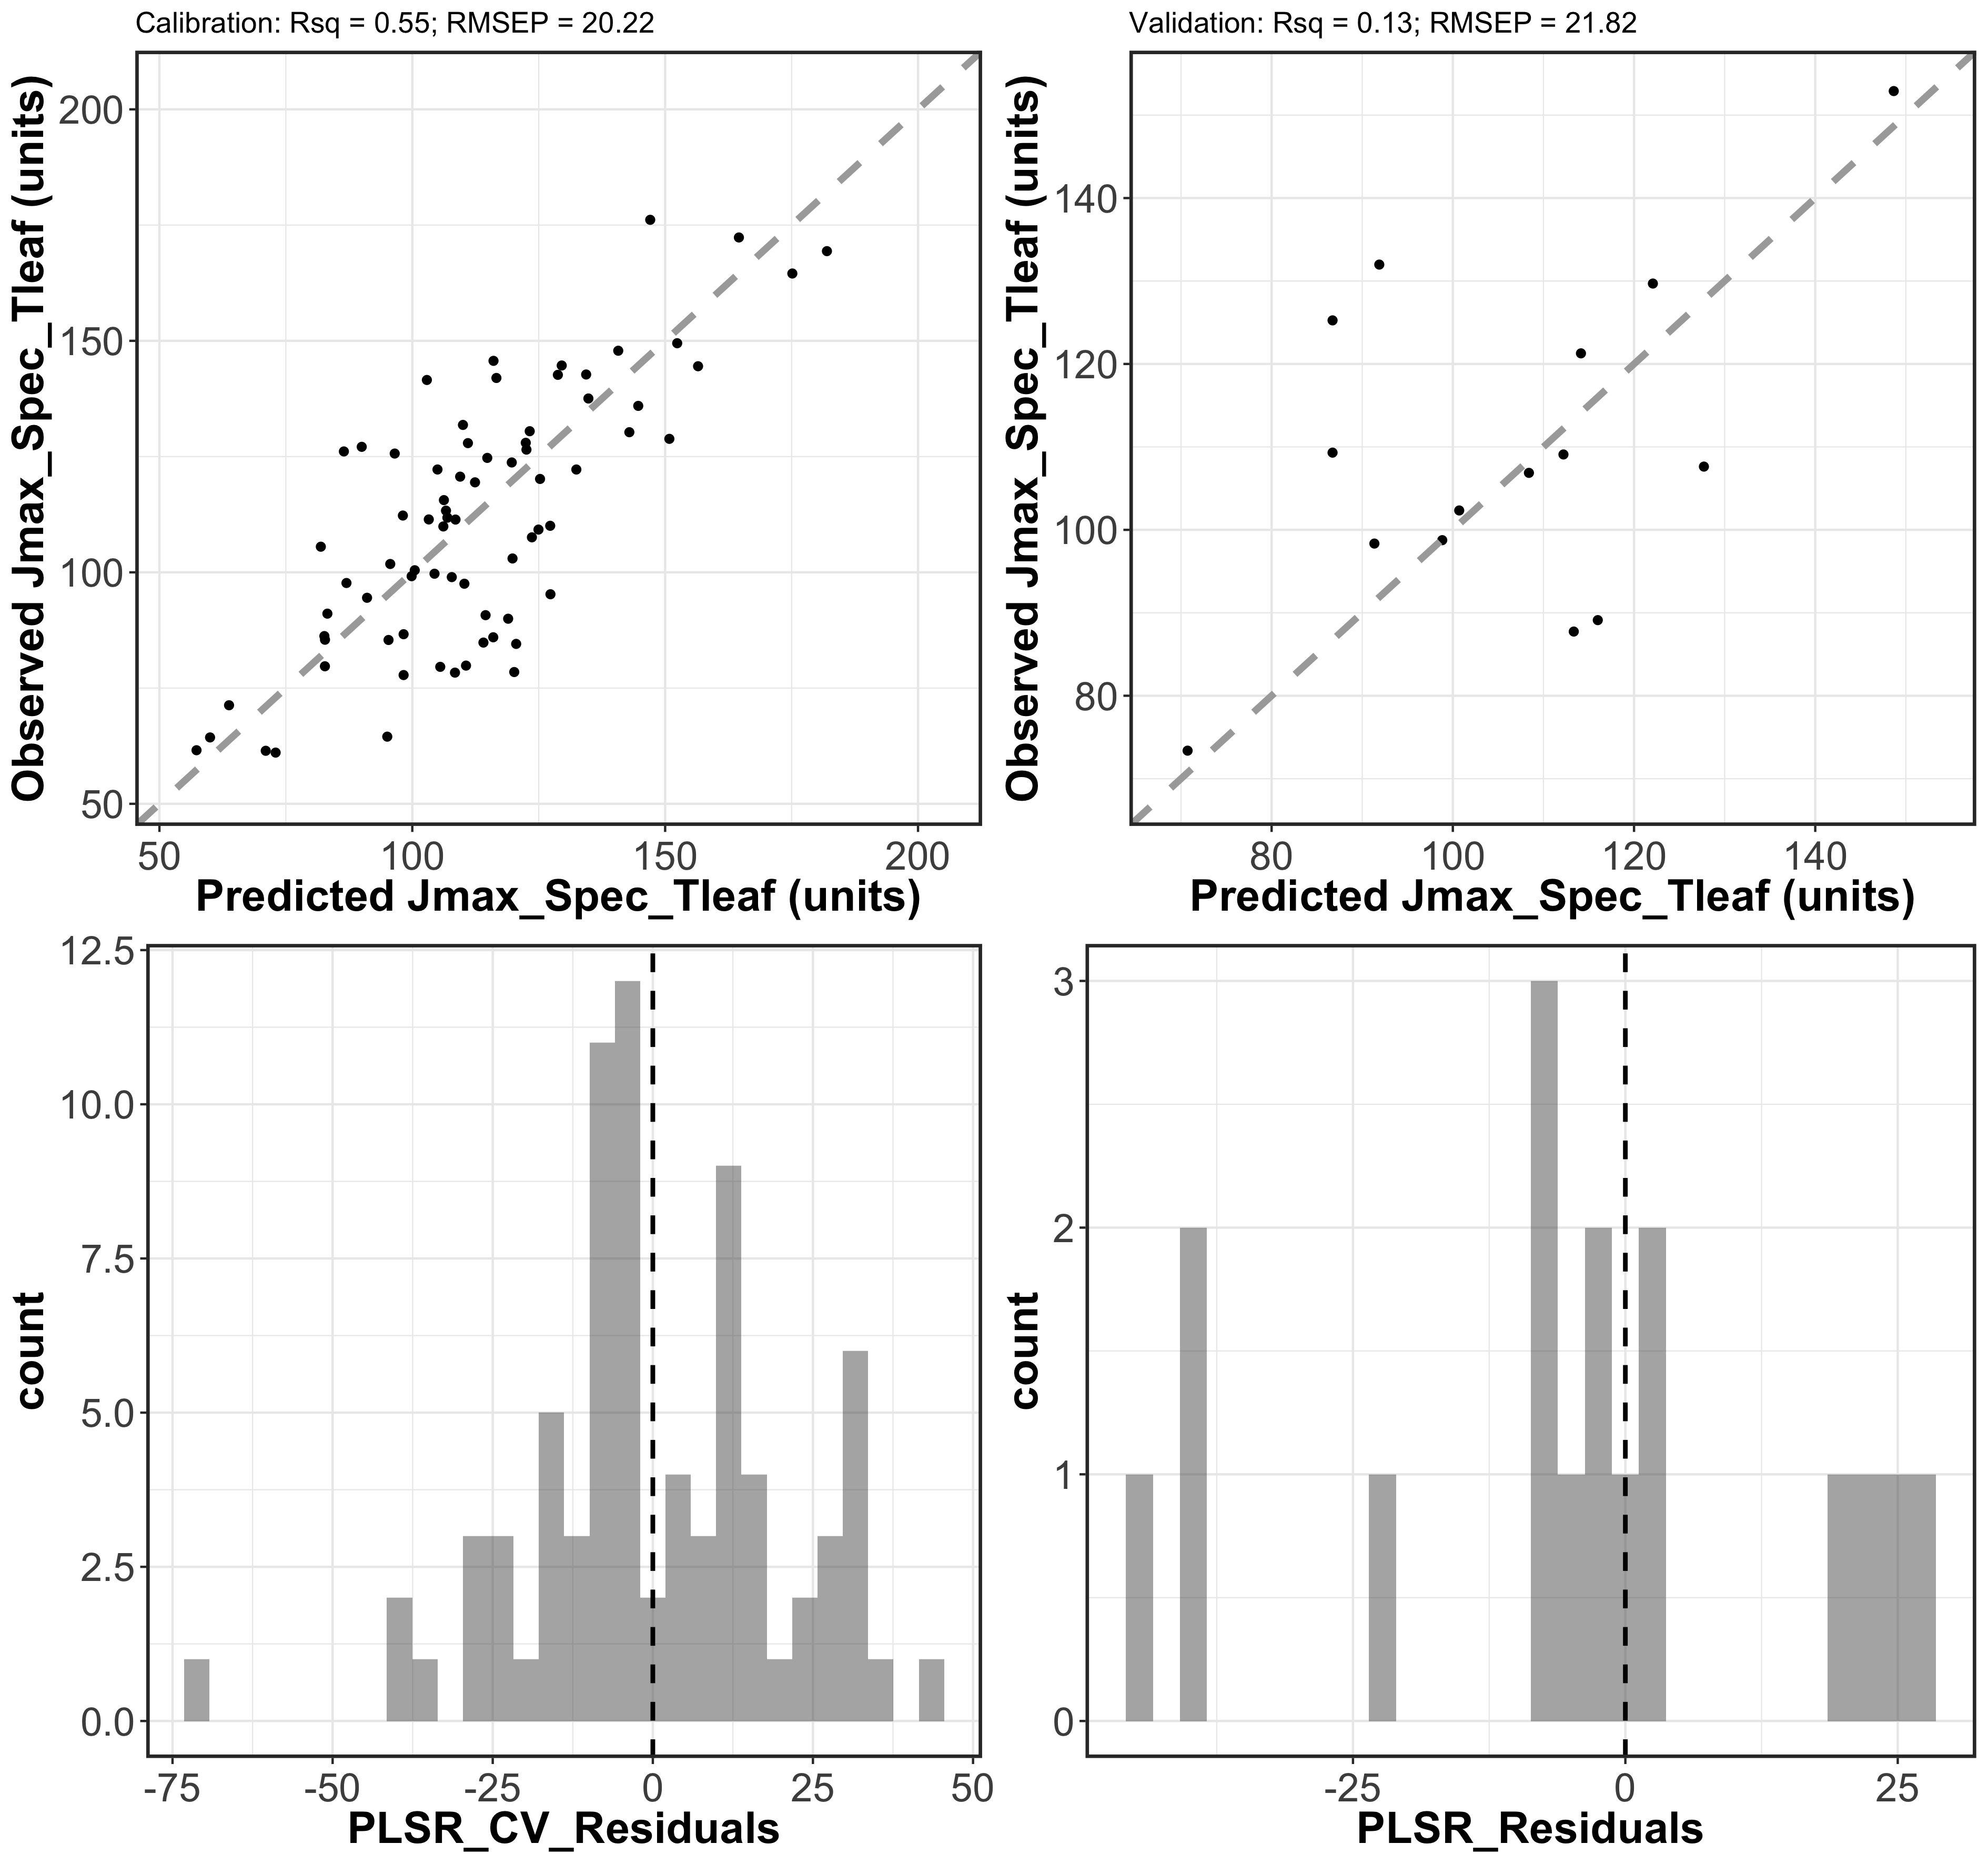 Calibration: Rsq = 0.55; RMSEP = 20.22
Observed Jmax_Spec_Tleaf (units)
200
150
100
50
50 100 150 200
Predicted Jmax_Spec_Tleaf (units)
Validation: Rsq = 0.13; RMSEP = 21.82
Observed Jmax_Spec_Tleaf (units)
140
120
100
80
80 100 120 140
Predicted Jmax_Spec_Tleaf (units)
count
12.5
10.0
7.5
5.0
2.5
0.0
-75 -50 -25 0 25 50
PLSR_CV_Residuals
count
3
2
1
0
-25 0 25
PLSR_Residuals